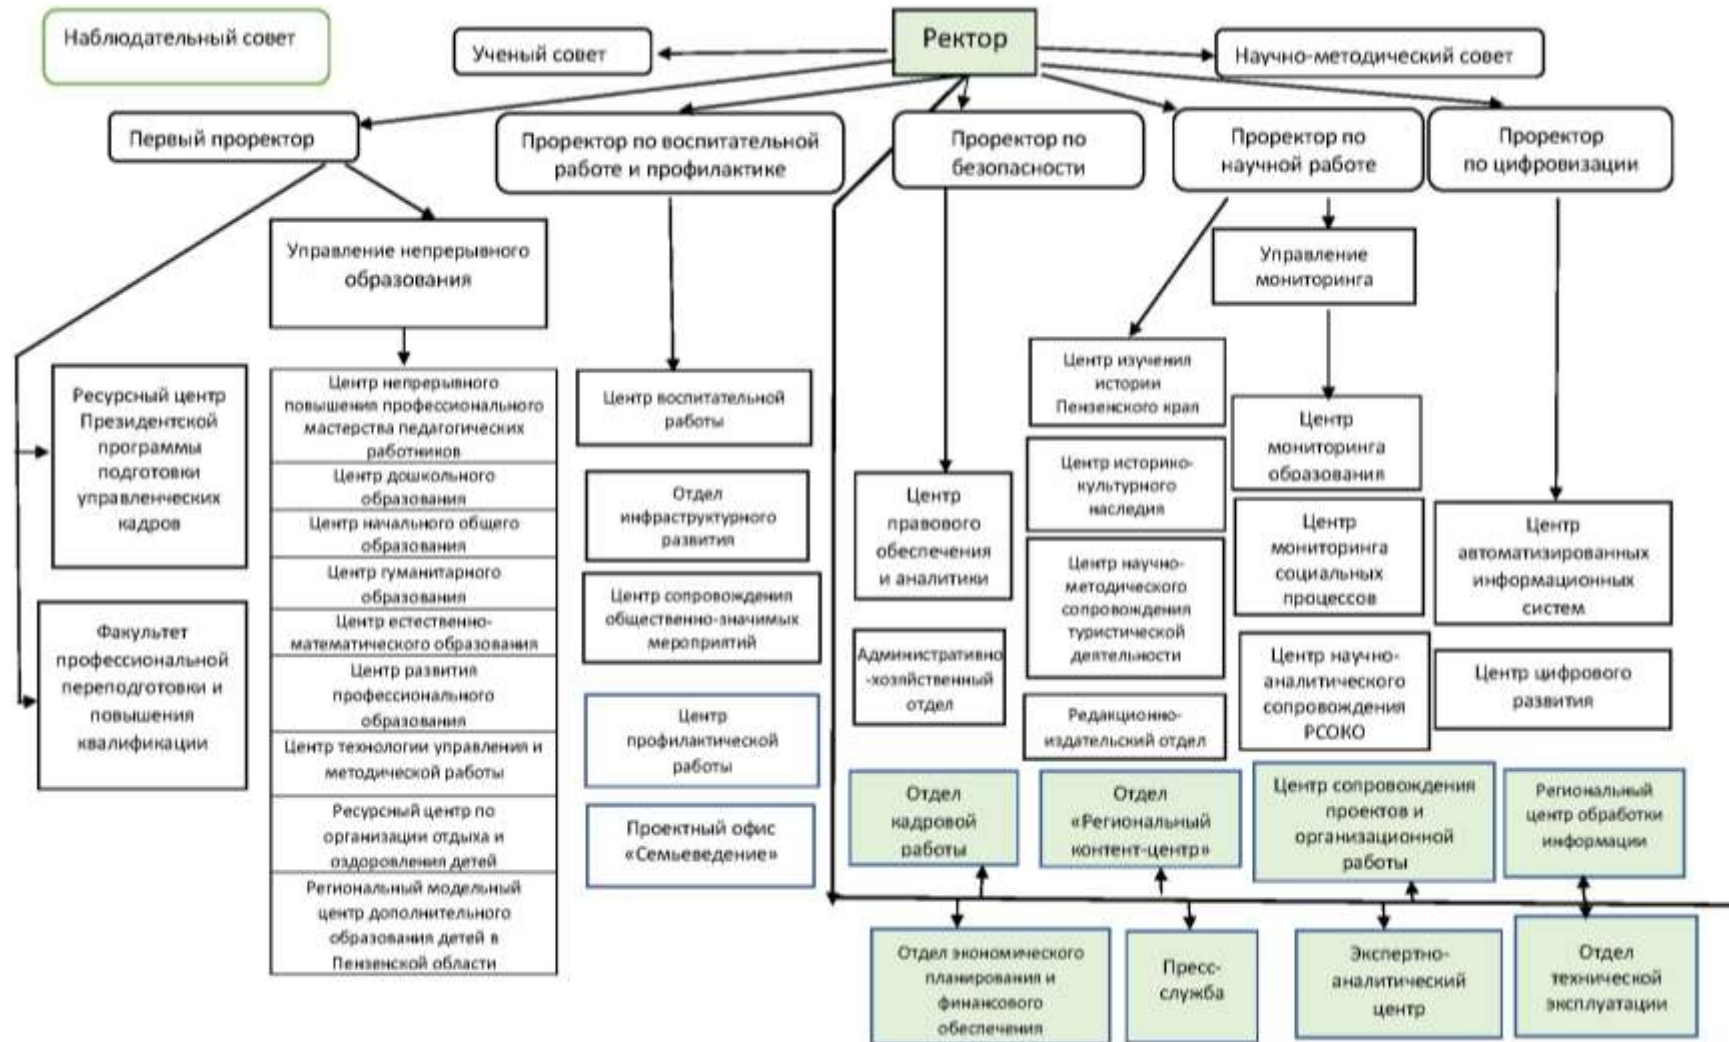 Наблюдательный совет
Ученый совет
Ректор
Научно-методический совет
Первый проректор
Проректор по воспитательной
работе и профилактике
Проректор по
безопасности
Проректор по
научной работе
Проректор
по цифровизации
Управление непрерывного
образования
Управление
мониторинга
Ресурсный центр
Президентской
программы
подготовки
управленческих
кадров
Факультет
профессиональной
переподготовки и
повышения
квалификации
Центр непрерывного
повышения профессионального
мастерства педагогических
работников
Центр дошкольного
образования
Центр начального общего
образования
Центр гуманитарного
образования
Центр естественно-
математического образования
Центр развития
профессионального
образования
Центр технологии управления и
методической работы
Ресурсный центр по
организации отдыха и
оздоровления детей
Региональный модельный
центр дополнительного
образования детей в
Пензенской области
Центр воспитательной
работы
Отдел
инфраструктурного
развития
Центр сопровождения
общественно-значимых
мероприятий
Центр
профилактической
работы
Проектный офис
«Семьеведение»
Центр
правового
обеспечения
и аналитики
Административно
-хозяйственный
отдел
Центр изучения
истории
Пензенского края
Центр историко-
культурного
наследия
Центр научно-
методического
сопровождения
туристической
деятельности
Редакционно-
издательский отдел
Центр
мониторинга
образования
Центр
мониторинга
социальных
процессов
Центр научно-
аналитического
сопровождения
РСОКО
Центр
автоматизированных
информационных
систем
Центр цифрового
развития
Отдел
кадровой
работы
Отдел
«Региональный
контент-центр»
Центр сопровождения
проектов и
организационной
работы
Региональный
центр обработки
информации
Отдел экономического
планирования и
финансового
обеспечения
Пресс-
служба
Экспертно-
аналитический
центр
Отдел
технической
эксплуатации